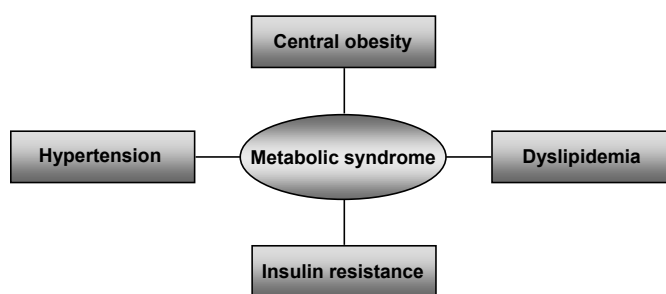 Central obesity
Hypertension
Metabolic syndrome
Dyslipidemia
Insulin resistance